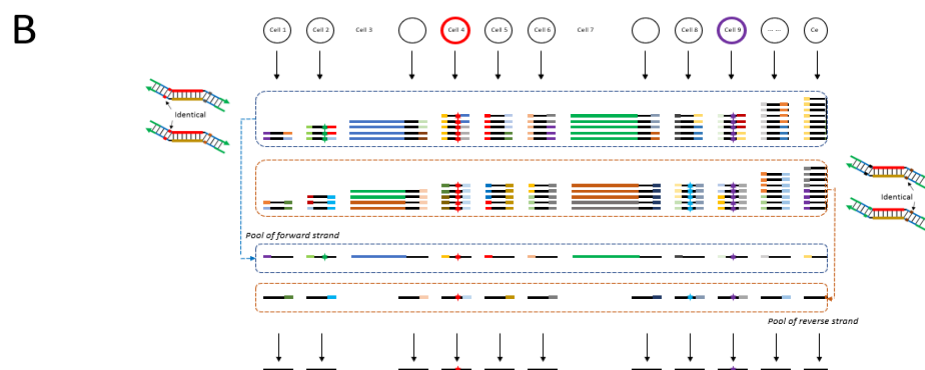 B
Cell 1 Cell 2 Cell 3 Cell 4 Cell 5 Cell 6 Cell 7 Cell 8 Cell 9 ... ... Ce
Identical
Identical
Pool of forward strand
Pool of reverse strand